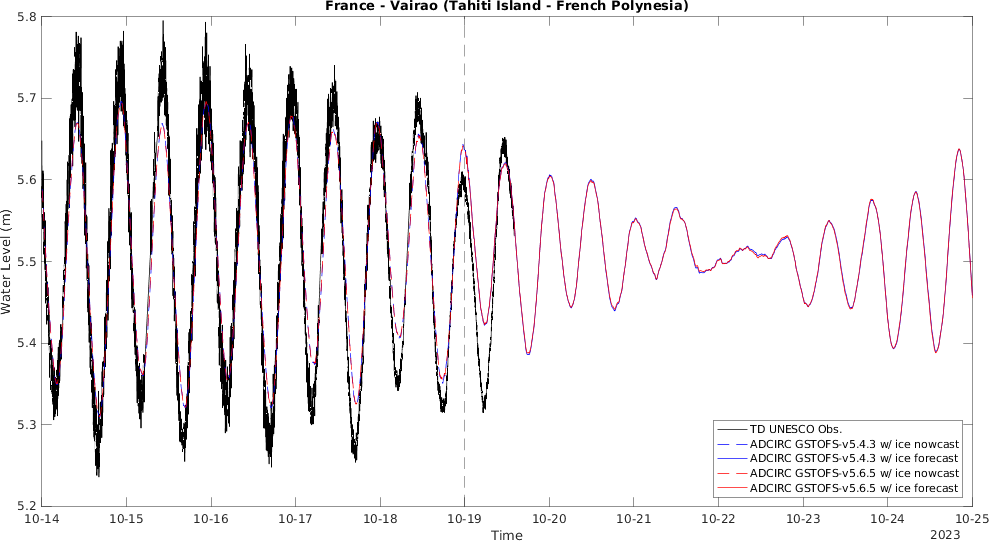 France - Vairao (Tahiti Island - French Polynesia)
5.8
5.7
5.6
5.5
5.4
5.3
5.2
Water Level (m)
TD UNESCO Obs.
ADCIRC GSTOFS-v5.4.3 w/ ice nowcast
ADCIRC GSTOFS-v5.4.3 w/ ice forecast
ADCIRC GSTOFS-v5.6.5 w/ ice nowcast
ADCIRC GSTOFS-v5.6.5 w/ ice forecast
10-14 10-15 10-16 10-17 10-18 10-19 10-20 10-21 10-22 10-23 10-24 10-25
Time
2023